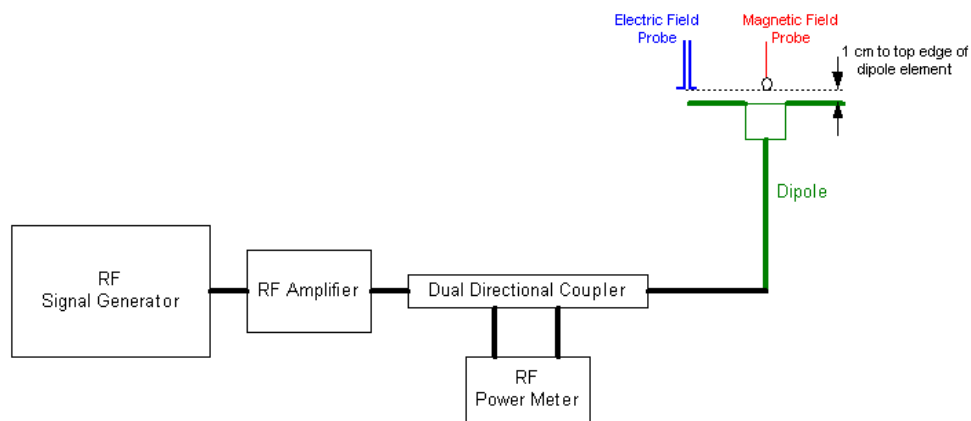 Electric Field
Probe
Magnetic Field
Probe
1 cm to top edge of
dipole element
Dipole
RF
Signal Generator
RF Amplifier
Dual Directional Coupler
RF
Power Meter